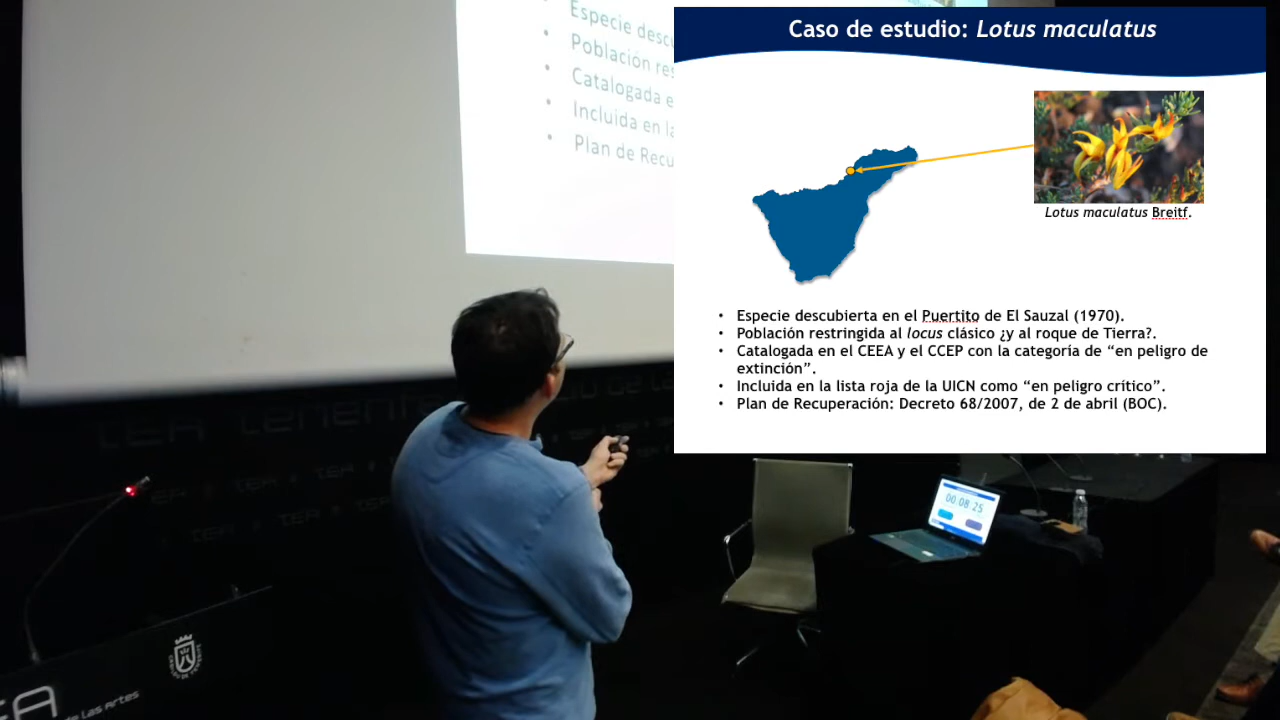 Caso de estudio: Lotus maculatus
Lotus maculatus Breitf.
• Especie descubierta en el Puertito de El Sauzal (1970).
• Población restringida al locus clásico ¿y al roque de Tierra?.
• Catalogada en el CEEA y el CCEP con la categoría de “en peligro de
extinción”.
• Incluida en la lista roja de la UICN como “en peligro crítico”.
• Plan de Recuperación: Decreto 68/2007, de 2 de abril (BOC).
• Especie desc
• Población res
• Catalogada e
• Incluida en la
• Plan de Recu
00:08 25
TEA
de las Artes